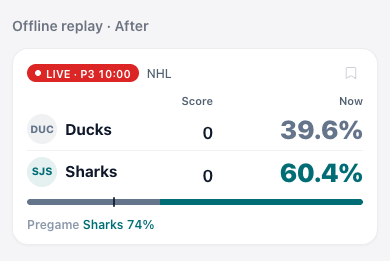 Offline replay · After
LIVE · P3 10:00 NHL
Score Now
DUC Ducks 0 39.6%
SJS Sharks 0 60.4%
Pregame Sharks 74%